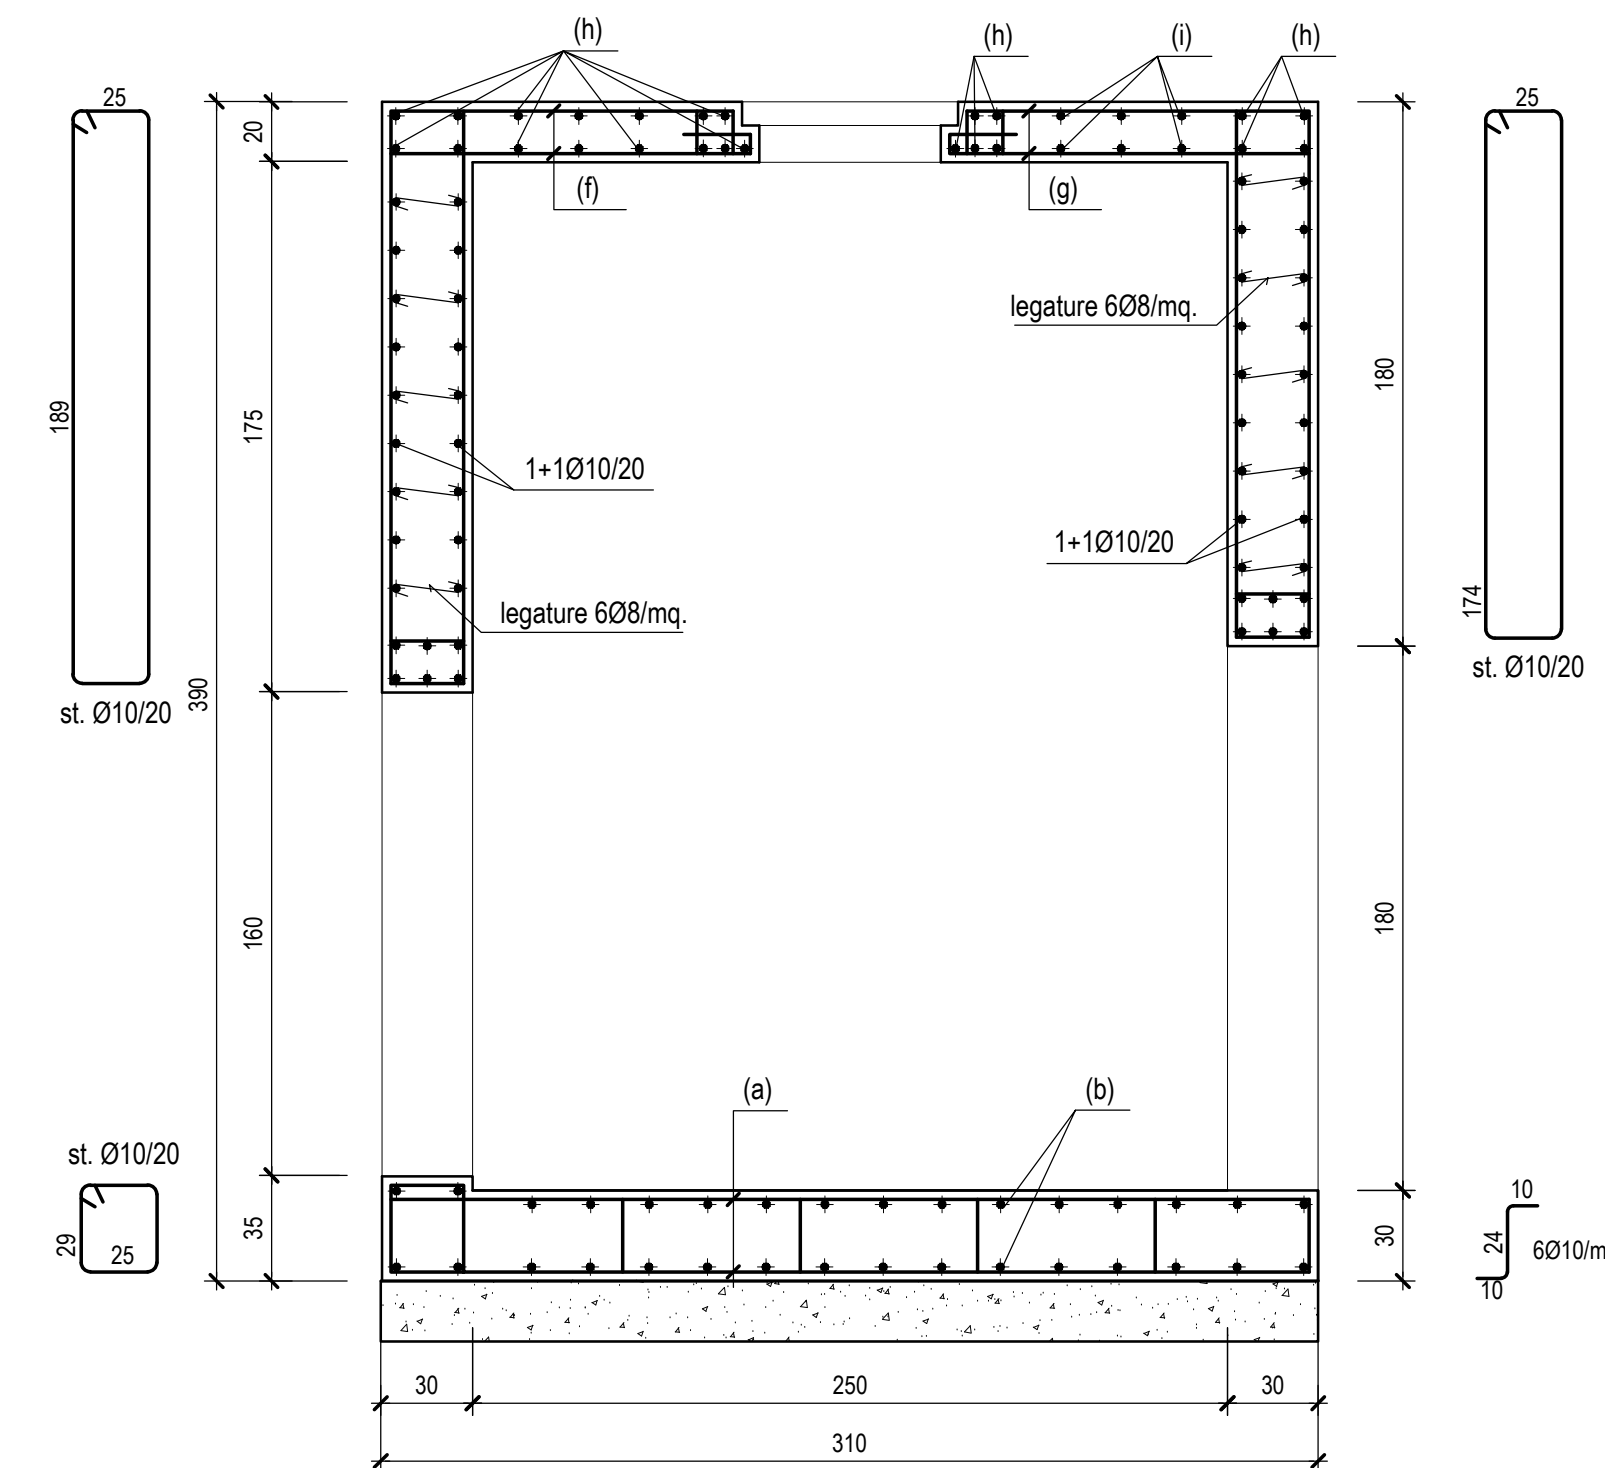 (h)
(h)
(i)
(h)
25
25
20
(f)
(g)
legature 6Ø8/mq.
180
189
175
1+1Ø10/20
1+1Ø10/20
174
legature 6Ø8/mq.
st. Ø10/20
390
st. Ø10/20
160
180
(a)
(b)
st. Ø10/20
29
25
35
30
10
24
6Ø10/m
10
30
250
30
310